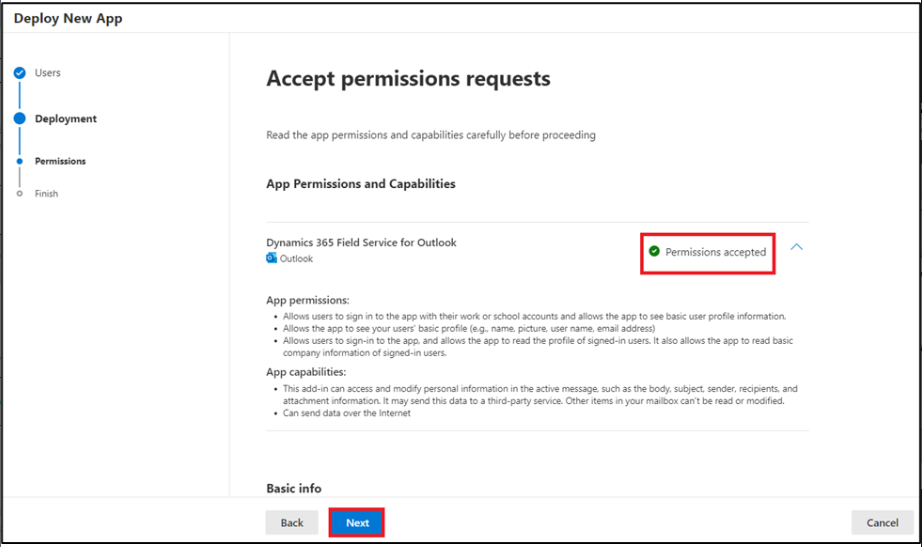 Deploy New App
Users
Deployment
Permissions
Finish
Accept permissions requests
Read the app permissions and capabilities carefully before proceeding
App Permissions and Capabilities
Dynamics 365 Field Service for Outlook
Outlook
Permissions accepted
App permissions:
• Allows users to sign in to the app with their work or school accounts and allows the app to see basic user profile information.
• Allows the app to see your users' basic profile (e.g., name, picture, user name, email address)
• Allows users to sign-in to the app, and allows the app to read the profile of signed-in users. It also allows the app to read basic
company information of signed-in users.
App capabilities:
• This add-in can access and modify personal information in the active message, such as the body, subject, sender, recipients, and
attachment information. It may send this data to a third-party service. Other items in your mailbox can't be read or modified.
• Can send data over the Internet
Basic info
Back
Next
Cancel